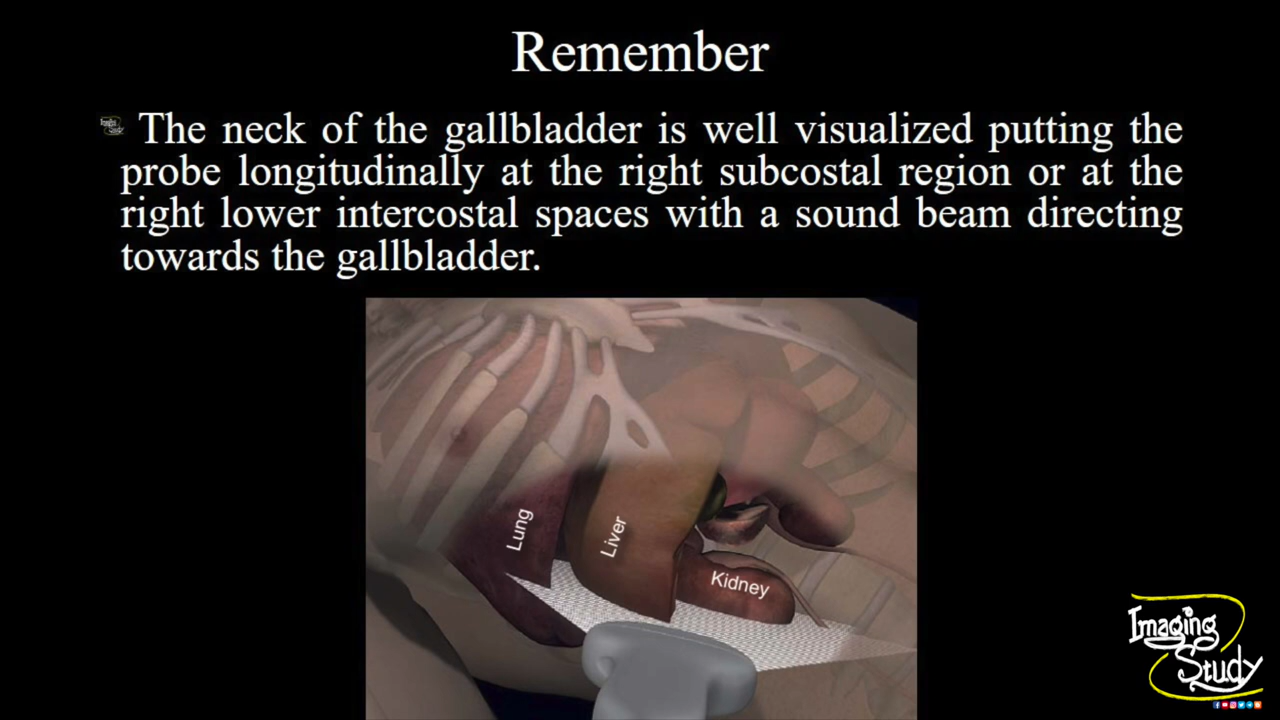 Remember
The neck of the gallbladder is well visualized putting the
probe longitudinally at the right subcostal region or at the
right lower intercostal spaces with a sound beam directing
towards the gallbladder.
Lung
Liver
Kidney
Imaging
Study